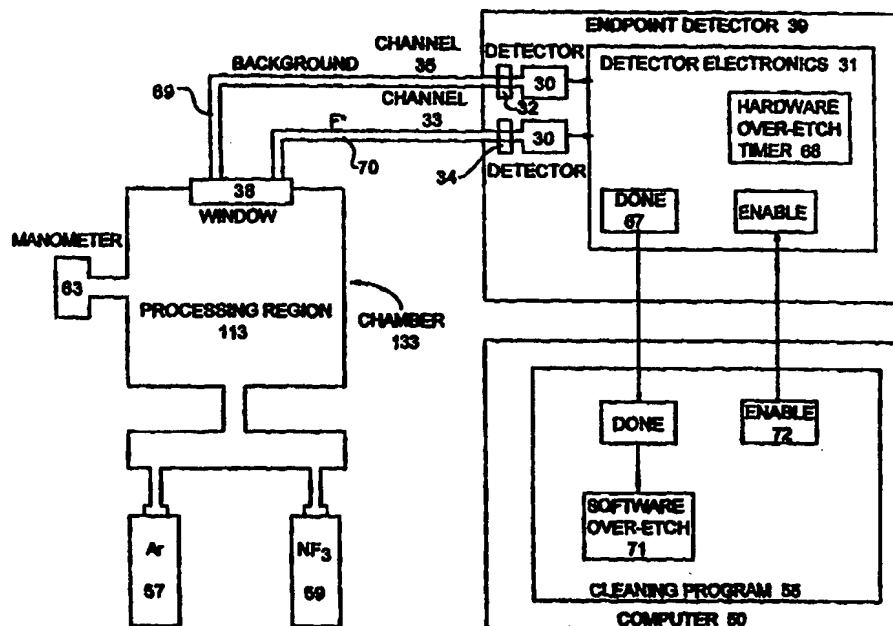 ENDPOINT DETECTOR 39
CHANNEL
35
DETECTOR
BACKGROUND
30
DETECTOR ELECTRONICS 31
69
CHANNEL
33
32
HARDWARE
OVER-ETCH
TIMER 68
F*
30
70
34
DETECTOR
38
WINDOW
DONE
67
ENABLE
MANOMETER
63
PROCESSING REGION
113
CHAMBER
133
DONE
ENABLE
72
SOFTWARE
OVER-ETCH
71
Ar
57
NF3
59
CLEANING PROGRAM 55
COMPUTER 50